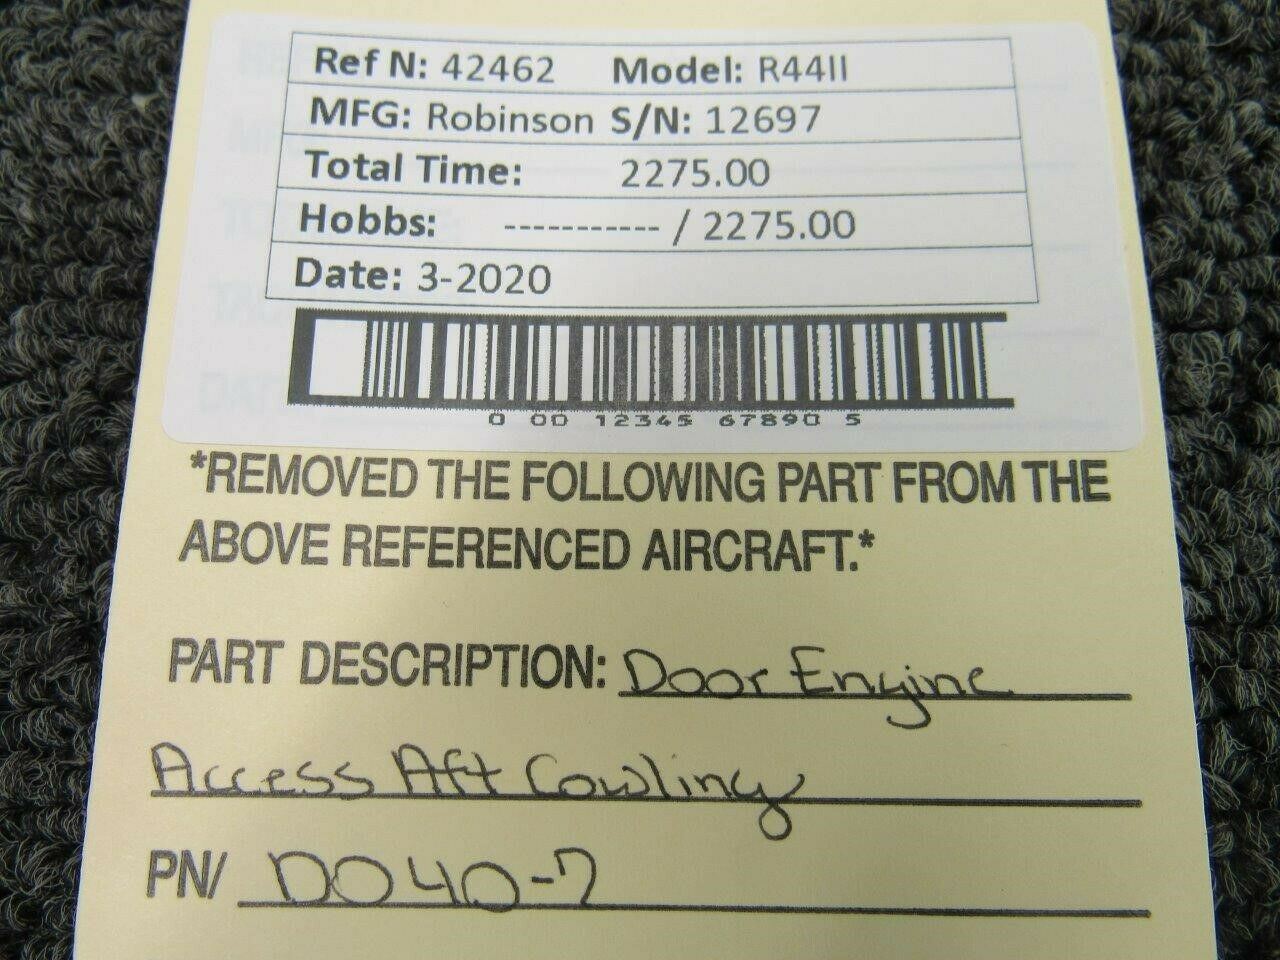 Ref N: 42462 Model: R44II
MFG: Robinson S/N: 12697
Total Time: 2275.00
Hobbs: ----------- / 2275.00
Date: 3-2020
0 00 12345 67890 5
*REMOVED THE FOLLOWING PART FROM THE
ABOVE REFERENCED AIRCRAFT.*
PART DESCRIPTION: Door Engine
Access Aft Cowling
PN/ D040-7